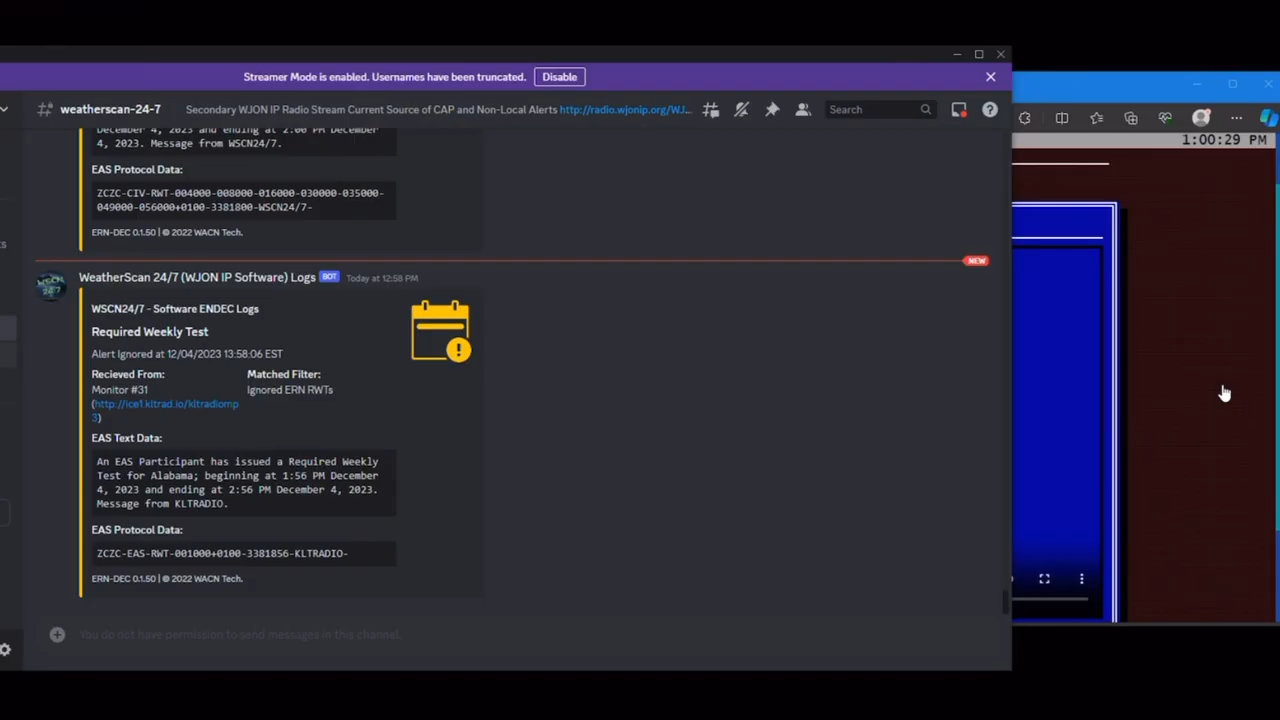 Streamer Mode is enabled. Usernames have been truncated. Disable
weatherscan-24-7 Secondary WJON IP Radio Stream Current Source of CAP and Non-Local Alerts http://radio.wjonip.org/WJ... Search
1:00:29 PM
December 4, 2023 and ending at 2:00 PM December
4, 2023. Message from WSCN24/7.
EAS Protocol Data:
ZCZC-CIV-RWT-004000-008000-016000-030000-035000-
049000-056000+0100-3381800-WSCN24/7-
ERN-DEC 0.1.50 | © 2022 WACN Tech.
NEW
WeatherScan 24/7 (WJON IP Software) Logs BOT Today at 12:58 PM
WSCN24/7 - Software ENDEC Logs
Required Weekly Test
Alert Ignored at 12/04/2023 13:58:06 EST
Recieved From: Matched Filter:
Monitor #31 Ignored ERN RWTs
(http://ice1.kltrad.io/kltradiomp
3)
EAS Text Data:
An EAS Participant has issued a Required Weekly
Test for Alabama; beginning at 1:56 PM December
4, 2023 and ending at 2:56 PM December 4, 2023.
Message from KLTRADIO.
EAS Protocol Data:
ZCZC-EAS-RWT-001000+0100-3381856-KLTRADIO-
ERN-DEC 0.1.50 | © 2022 WACN Tech.
You do not have permission to send messages in this channel.